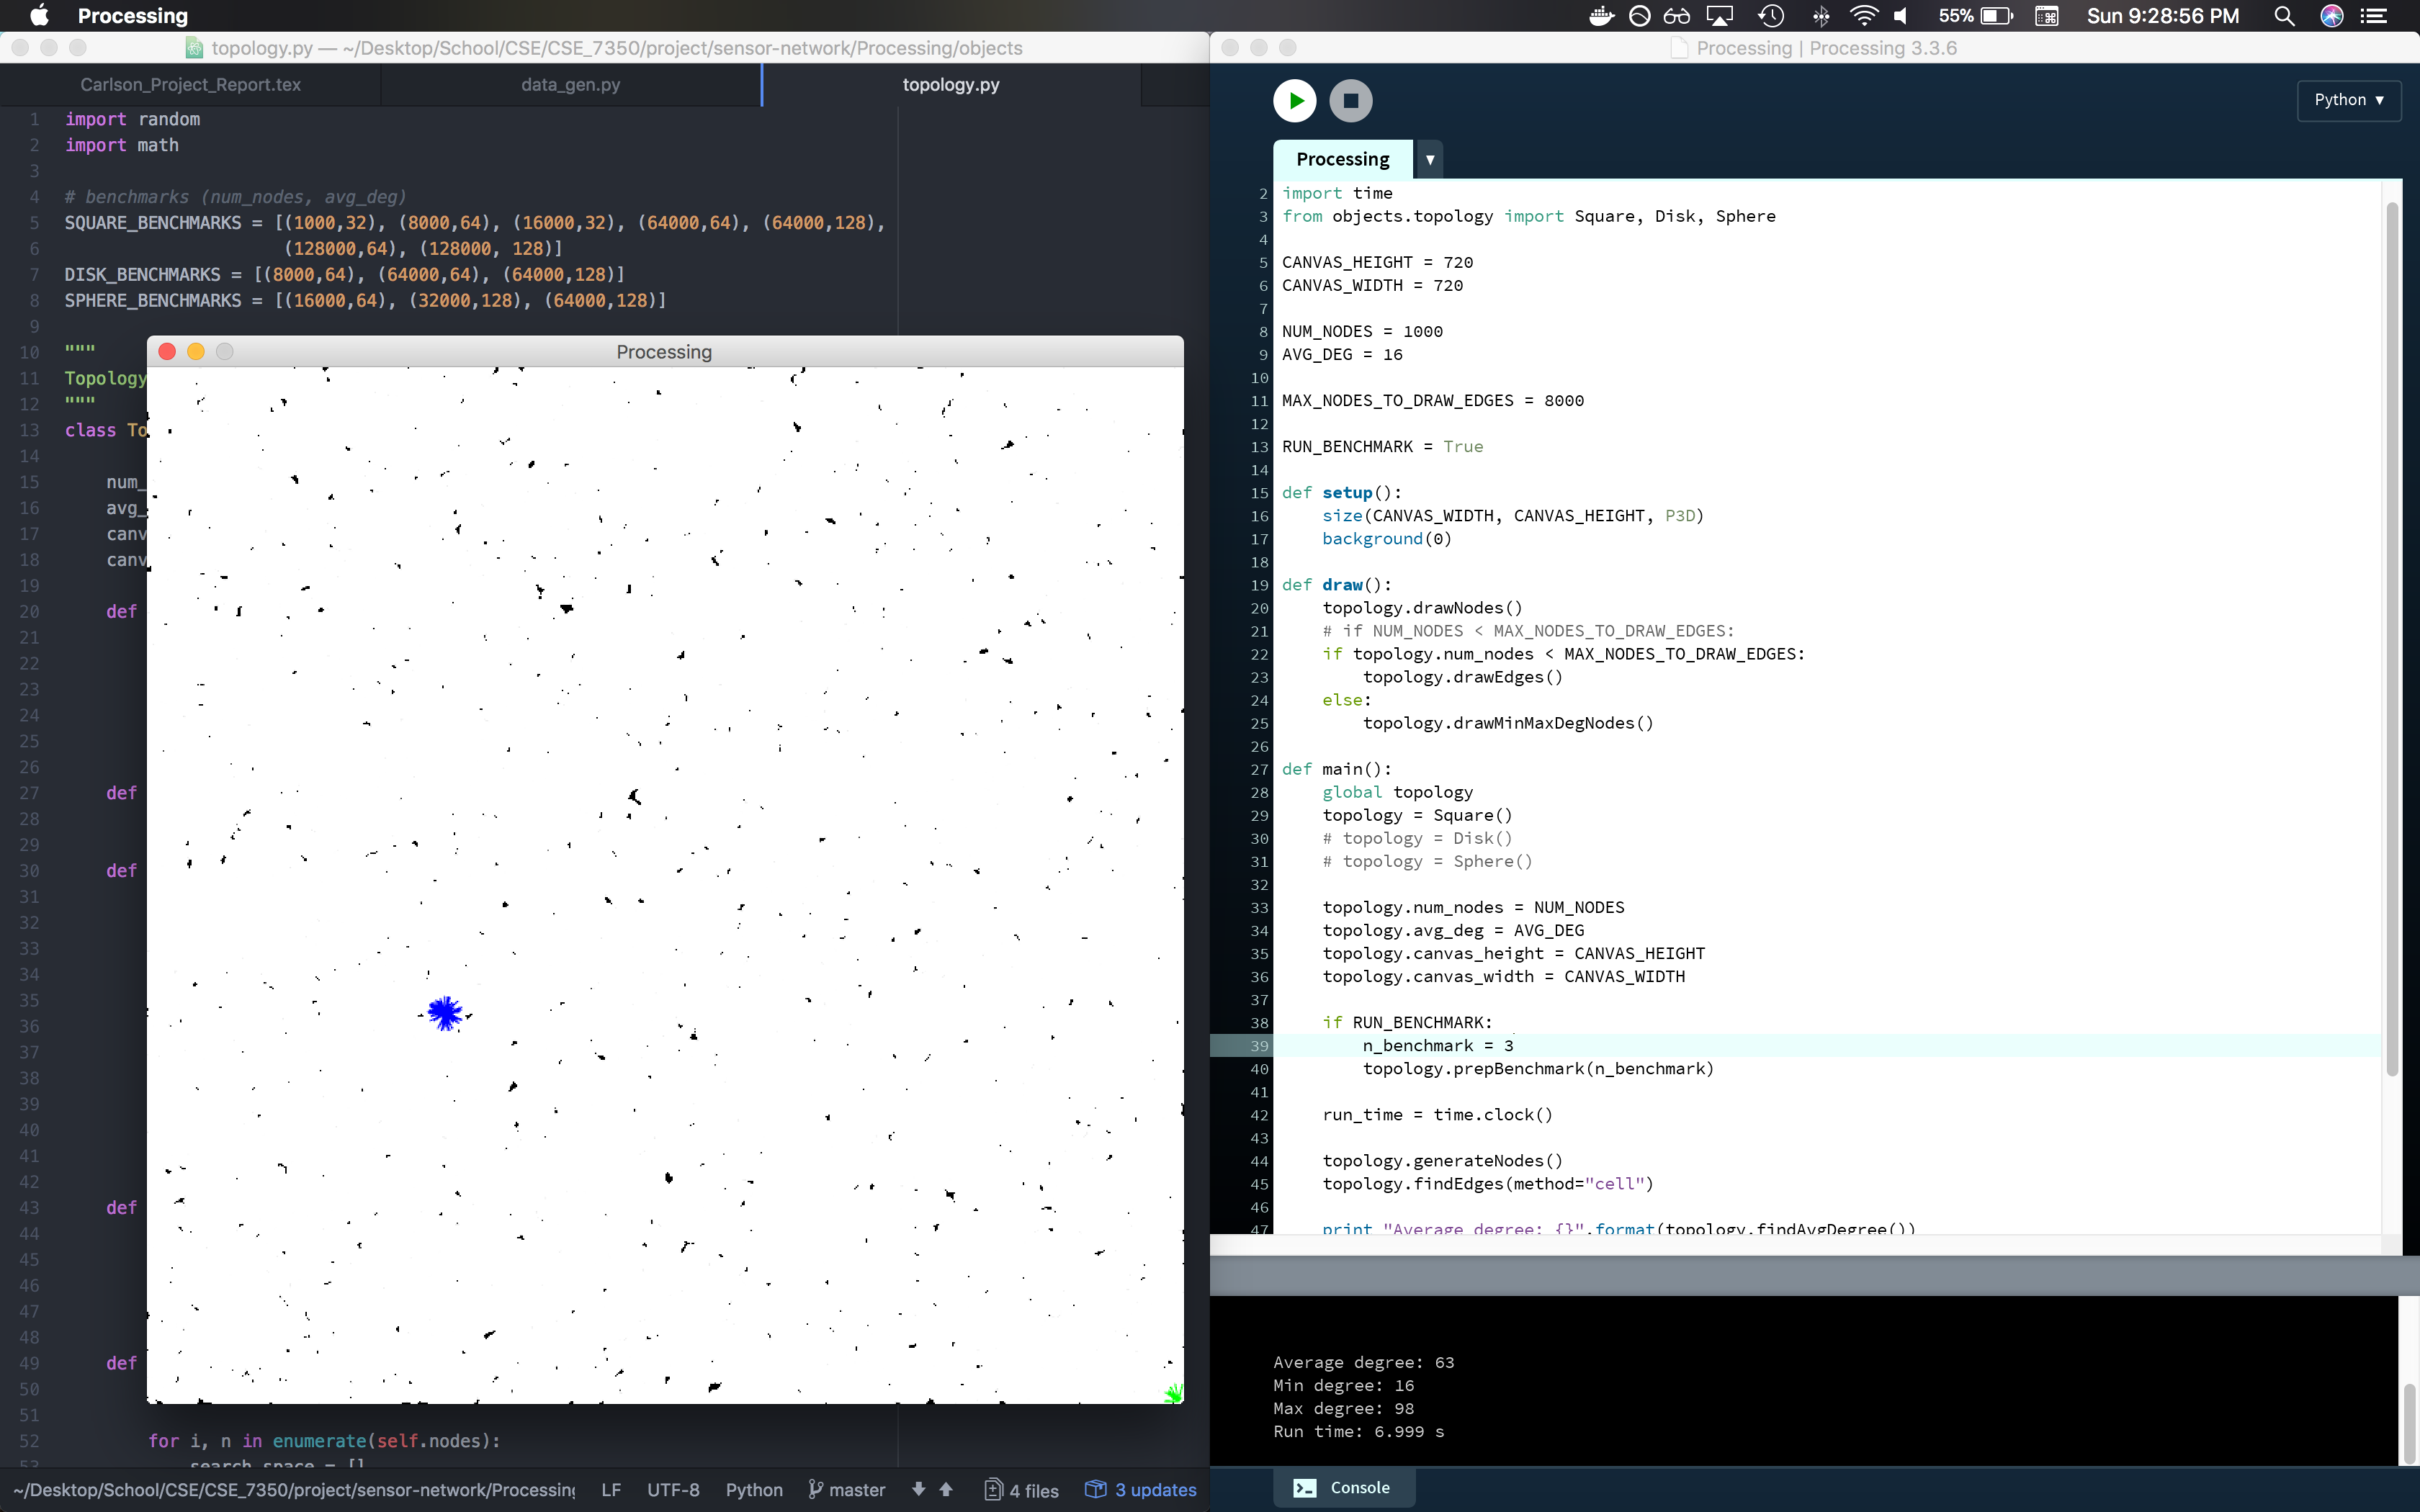 Processing
55%
Sun 9:28:56 PM
topology.py — ~/Desktop/School/CSE/CSE_7350/project/sensor-network/Processing/objects
Carlson_Project_Report.tex
data_gen.py
topology.py
1 import random
2 import math
3
4 # benchmarks (num_nodes, avg_deg)
5 SQUARE_BENCHMARKS = [(1000,32), (8000,64), (16000,32), (64000,64), (64000,128),
6 (128000,64), (128000, 128)]
7 DISK_BENCHMARKS = [(8000,64), (64000,64), (64000,128)]
8 SPHERE_BENCHMARKS = [(16000,64), (32000,128), (64000,128)]
9
10 """
11 Topology
12 """
13 class To
14
15 num_
16 avg_
17 canv
18 canv
19
20 def
21
22
23
24
25
26
27 def
28
29
30 def
31
32
33
34
35
36
37
38
39
40
41
42
43 def
44
45
46
47
48
49 def
50
51
52 for i, n in enumerate(self.nodes):
53 search_space = []
Processing
~/Desktop/School/CSE/CSE_7350/project/sensor-network/Processing
LF
UTF-8
Python
master
4 files
3 updates
Processing | Processing 3.3.6
Python
Processing
2 import time
3 from objects.topology import Square, Disk, Sphere
4
5 CANVAS_HEIGHT = 720
6 CANVAS_WIDTH = 720
7
8 NUM_NODES = 1000
9 AVG_DEG = 16
10
11 MAX_NODES_TO_DRAW_EDGES = 8000
12
13 RUN_BENCHMARK = True
14
15 def setup():
16 size(CANVAS_WIDTH, CANVAS_HEIGHT, P3D)
17 background(0)
18
19 def draw():
20 topology.drawNodes()
21 # if NUM_NODES < MAX_NODES_TO_DRAW_EDGES:
22 if topology.num_nodes < MAX_NODES_TO_DRAW_EDGES:
23 topology.drawEdges()
24 else:
25 topology.drawMinMaxDegNodes()
26
27 def main():
28 global topology
29 topology = Square()
30 # topology = Disk()
31 # topology = Sphere()
32
33 topology.num_nodes = NUM_NODES
34 topology.avg_deg = AVG_DEG
35 topology.canvas_height = CANVAS_HEIGHT
36 topology.canvas_width = CANVAS_WIDTH
37
38 if RUN_BENCHMARK:
39 n_benchmark = 3
40 topology.prepBenchmark(n_benchmark)
41
42 run_time = time.clock()
43
44 topology.generateNodes()
45 topology.findEdges(method="cell")
46
47 print "Average degree: {}".format(topology.findAvgDegree())
Average degree: 63
Min degree: 16
Max degree: 98
Run time: 6.999 s
Console